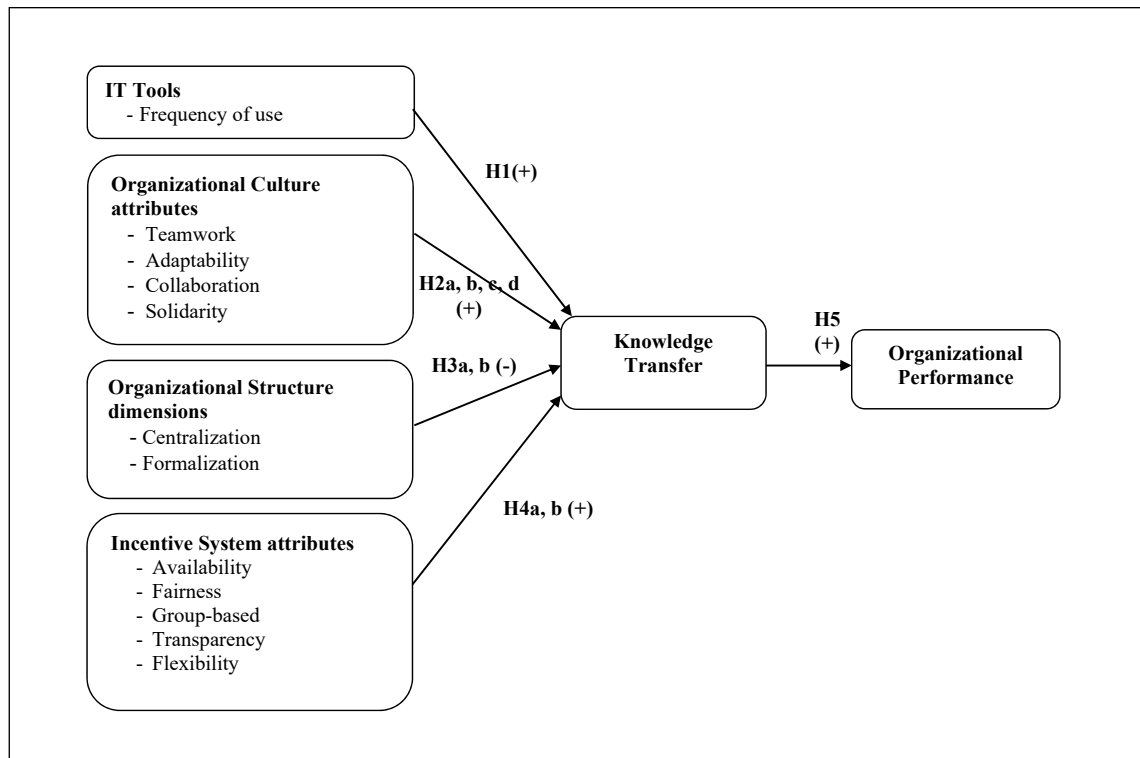 IT Tools
- Frequency of use
H1(+)
Organizational Culture
attributes
- Teamwork
- Adaptability
- Collaboration
- Solidarity
H2a, b, c, d
(+)
Knowledge
Transfer
H5
(+)
Organizational
Performance
H3a, b (-)
Organizational Structure
dimensions
- Centralization
- Formalization
H4a, b (+)
Incentive System attributes
- Availability
- Fairness
- Group-based
- Transparency
- Flexibility